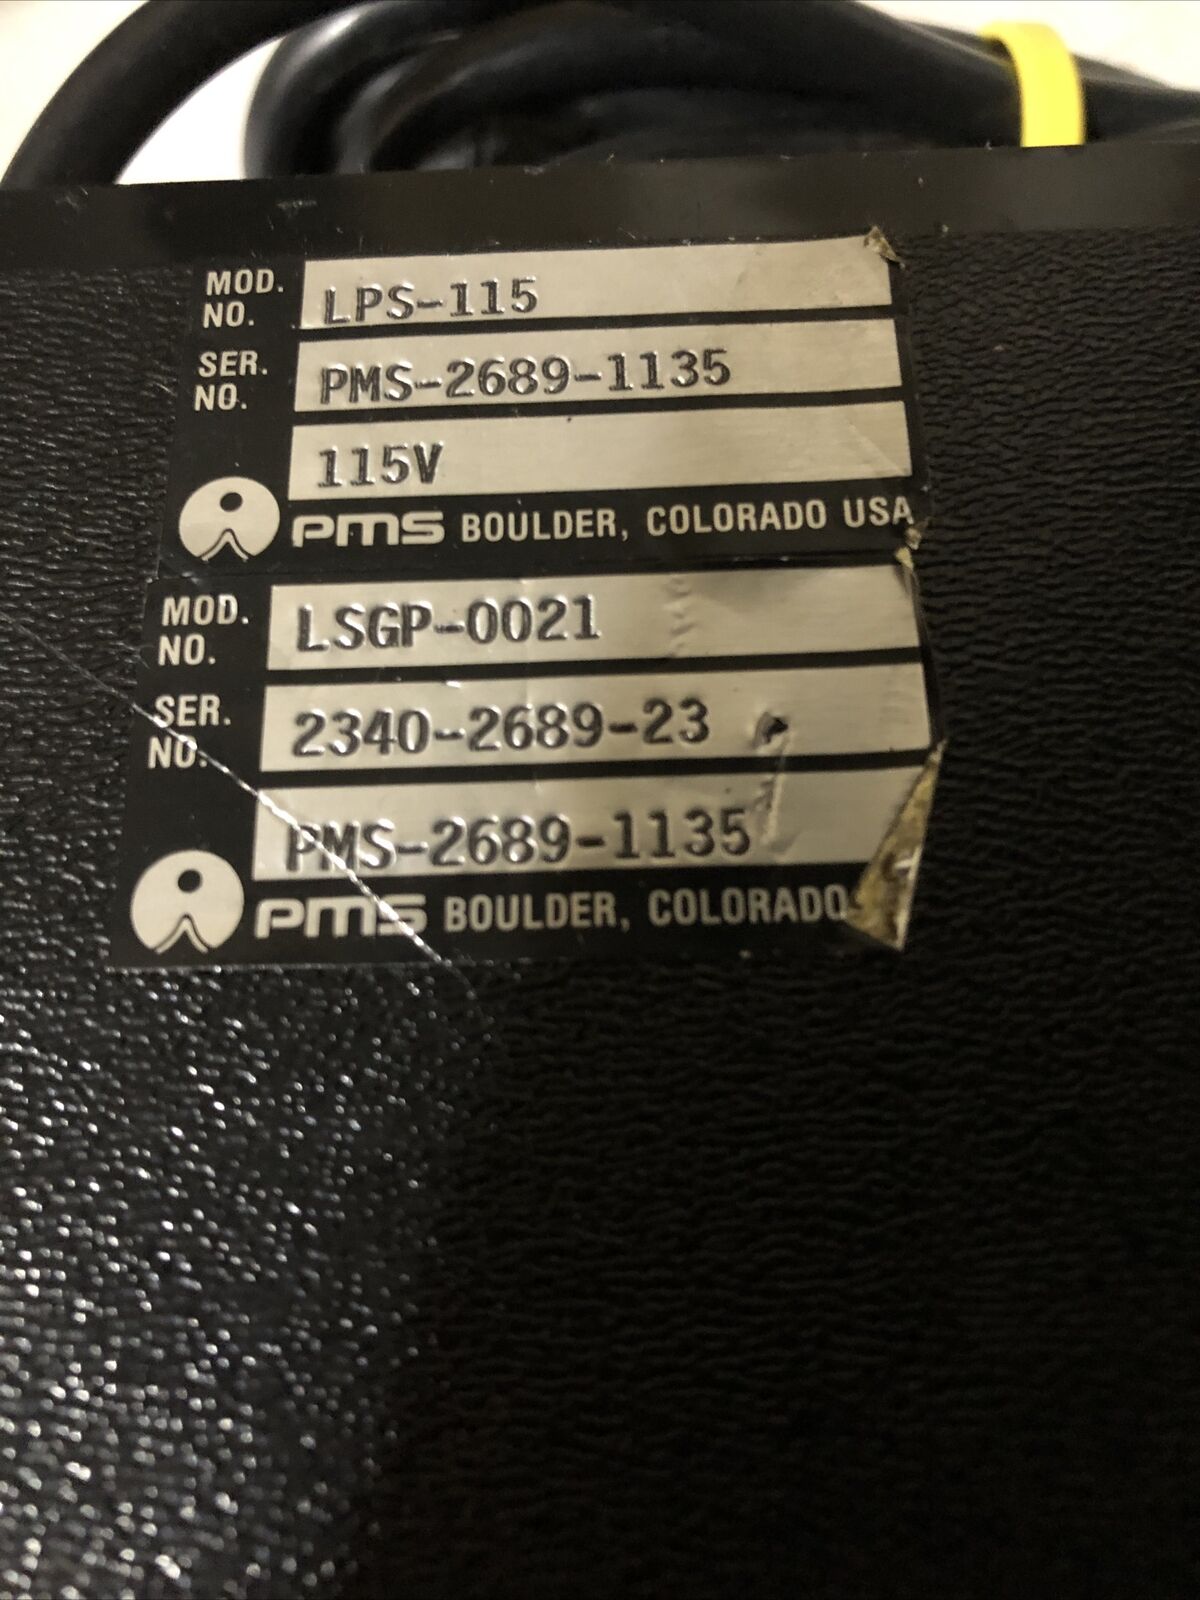 MOD. NO. LPS-115
SER. NO. PMS-2689-1135
115V
PMS BOULDER, COLORADO USA
MOD. NO. LSGP-0021
SER. NO. 2340-2689-23
PMS-2689-1135
PMS BOULDER, COLORADO